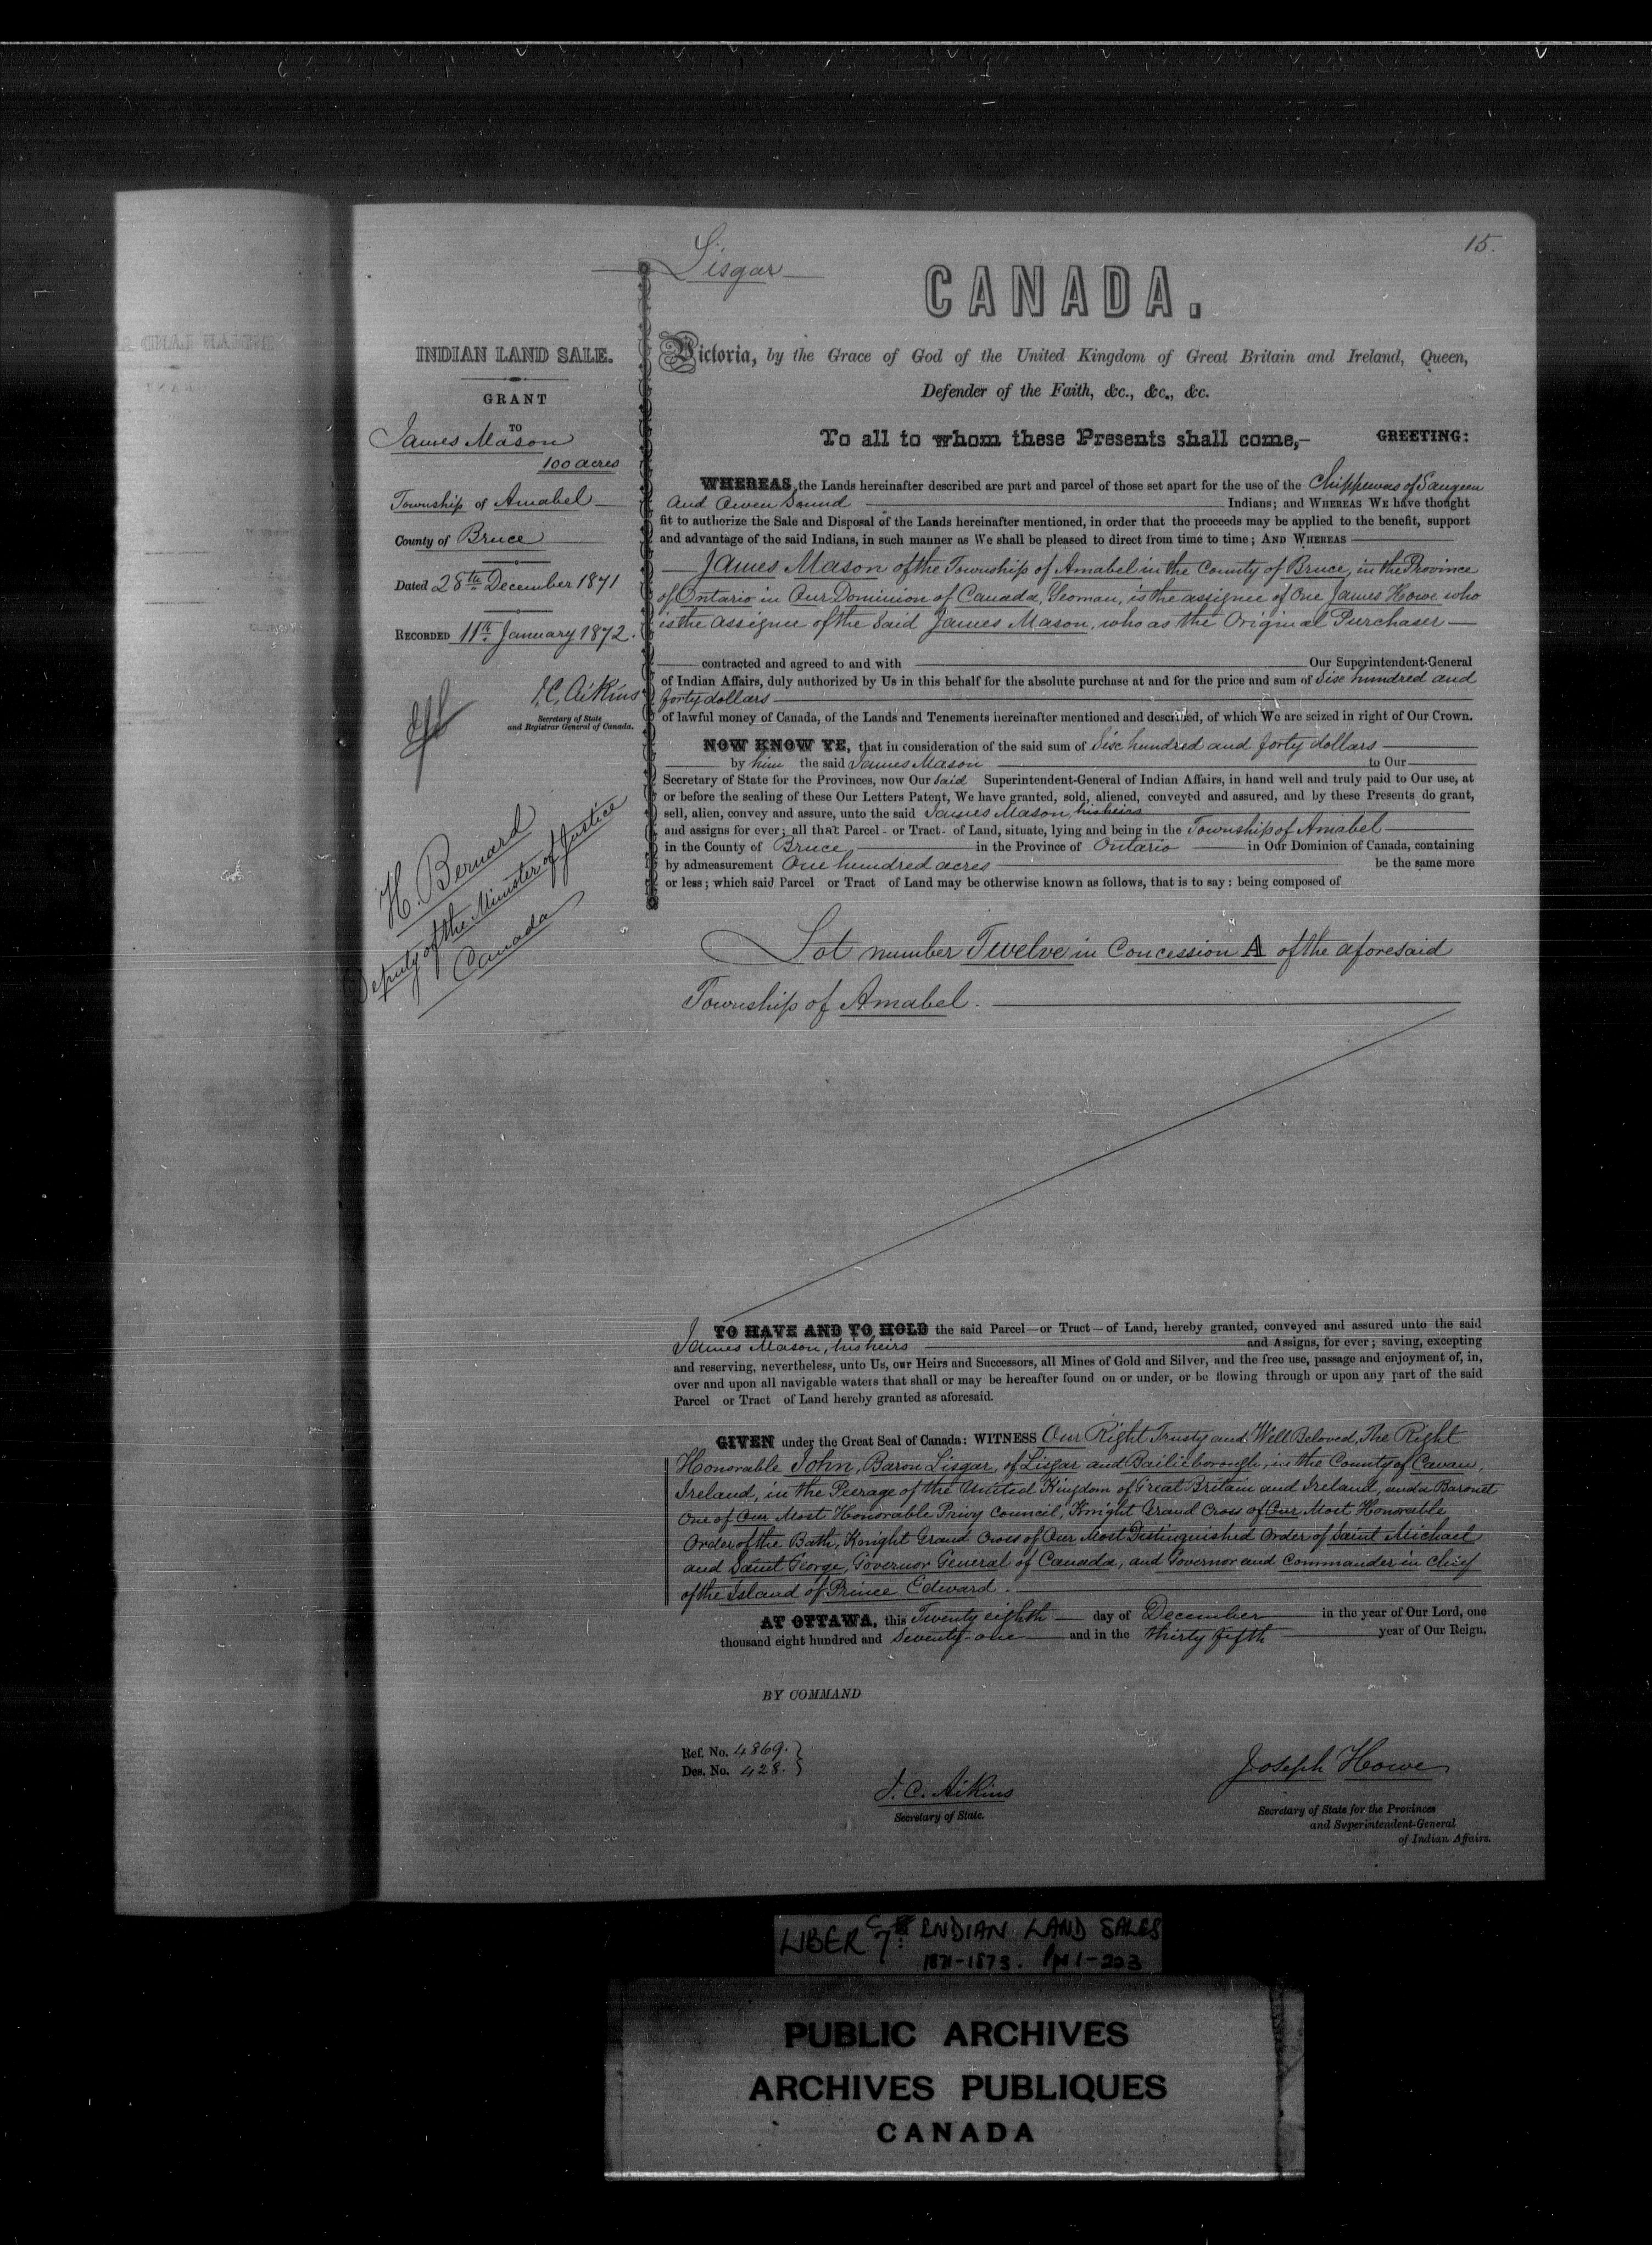 15.
Lisgar
CANADA.
INDIAN LAND SALE.
GRANT
TO
James Mason
100 acres
Township of Amabel
County of Bruce
Dated 28th December 1871
RECORDED 11th January 1872.
J.C. Aikins
Secretary of State
and Registrar General of Canada.
H. Bernard
Deputy of the Minister of Justice
Canada
Victoria, by the Grace of God of the United Kingdom of Great Britain and Ireland, Queen,
Defender of the Faith, &c., &c., &c.
To all to whom these Presents shall come,— GREETING:
WHEREAS, the Lands hereinafter described are part and parcel of those set apart for the use of the Chippewas of Saugeen
and Owen Sound Indians; and WHEREAS We have thought
fit to authorize the Sale and Disposal of the Lands hereinafter mentioned, in order that the proceeds may be applied to the benefit, support
and advantage of the said Indians, in such manner as We shall be pleased to direct from time to time; AND WHEREAS
James Mason of the Township of Amabel in the County of Bruce, in the Province
of Ontario in Our Dominion of Canada, Yeoman, is the assignee of One James Howe who
is the assignee of the said James Mason, who as the Original Purchaser
contracted and agreed to and with Our Superintendent-General
of Indian Affairs, duly authorized by Us in this behalf for the absolute purchase at and for the price and sum of Six hundred and
forty dollars
of lawful money of Canada, of the Lands and Tenements hereinafter mentioned and described, of which We are seized in right of Our Crown.
NOW KNOW YE, that in consideration of the said sum of Six hundred and forty dollars
by him the said James Mason to Our
Secretary of State for the Provinces, now Our said Superintendent-General of Indian Affairs, in hand well and truly paid to Our use, at
or before the sealing of these Our Letters Patent, We have granted, sold, aliened, conveyed and assured, and by these Presents do grant,
sell, alien, convey and assure, unto the said James Mason, his heirs
and assigns for ever; all that Parcel - or Tract - of Land, situate, lying and being in the Township of Amabel
in the County of Bruce in the Province of Ontario in Our Dominion of Canada, containing
by admeasurement One hundred acres be the same more
or less; which said Parcel or Tract of Land may be otherwise known as follows, that is to say: being composed of
Lot number Twelve in Concession A of the aforesaid
Township of Amabel.
TO HAVE AND TO HOLD the said Parcel—or Tract—of Land, hereby granted, conveyed and assured unto the said
James Mason, his heirs and Assigns, for ever; saving, excepting
and reserving, nevertheless, unto Us, our Heirs and Successors, all Mines of Gold and Silver, and the free use, passage and enjoyment of, in,
over and upon all navigable waters that shall or may be hereafter found on or under, or be flowing through or upon any part of the said
Parcel or Tract of Land hereby granted as aforesaid.
GIVEN under the Great Seal of Canada: WITNESS Our Right Trusty and Well Beloved, The Right
Honorable John, Baron Lisgar, of Lisgar and Bailieborough, in the County of Cavan,
Ireland, in the Peerage of the United Kingdom of Great Britain and Ireland, and a Baronet
One of Our Most Honorable Privy Council, Knight Grand Cross of Our Most Honorable
Order of the Bath, Knight Grand Cross of Our Most Distinguished Order of Saint Michael
and Saint George, Governor General of Canada, and Governor and Commander in Chief
of the Island of Prince Edward.
AT OTTAWA, this Twenty eighth day of December in the year of Our Lord, one
thousand eight hundred and seventy-one and in the thirty fifth year of Our Reign.
BY COMMAND
Ref. No. 4869.
Des. No. 428.
J. C. Aikins
Secretary of State.
Joseph Howe
Secretary of State for the Provinces
and Superintendent-General
of Indian Affairs.
LIBER C7: INDIAN LAND SALES
1871-1873. Pp 1-223
PUBLIC ARCHIVES
ARCHIVES PUBLIQUES
CANADA